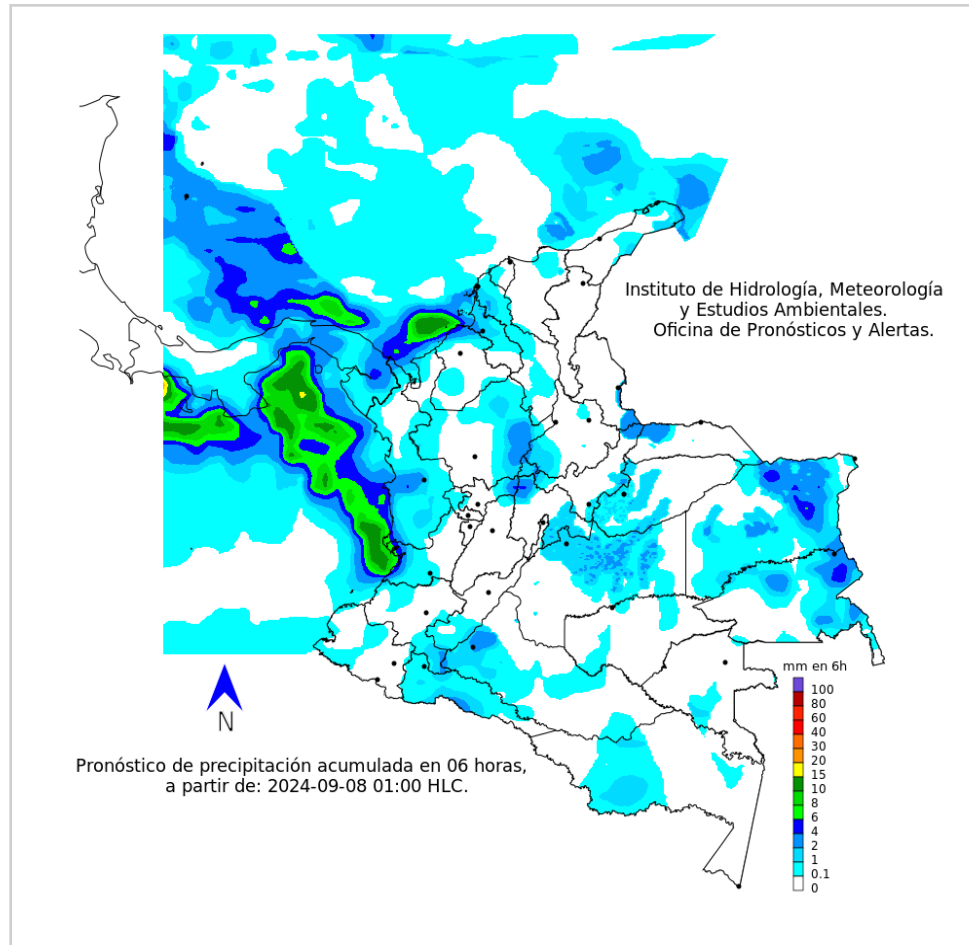 Instituto de Hidrología, Meteorología
y Estudios Ambientales.
Oficina de Pronósticos y Alertas.
mm en 6h
100
80
60
40
30
20
15
10
8
6
4
2
1
0.1
0
N
Pronóstico de precipitación acumulada en 06 horas,
a partir de: 2024-09-08 01:00 HLC.